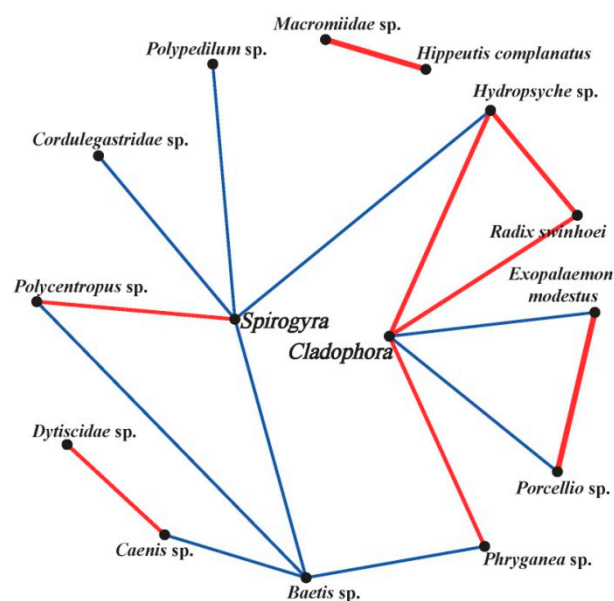 Macromiidae sp.
Polypedilum sp.
Hippeutis complanatus
Hydropsyche sp.
Cordulegastridae sp.
Radix swinhoei
Exopalaemon
modestus
Polycentropus sp.
Spirogyra
Cladophora
Dytiscidae sp.
Porcellio sp.
Caenis sp.
Phryganea sp.
Baetis sp.